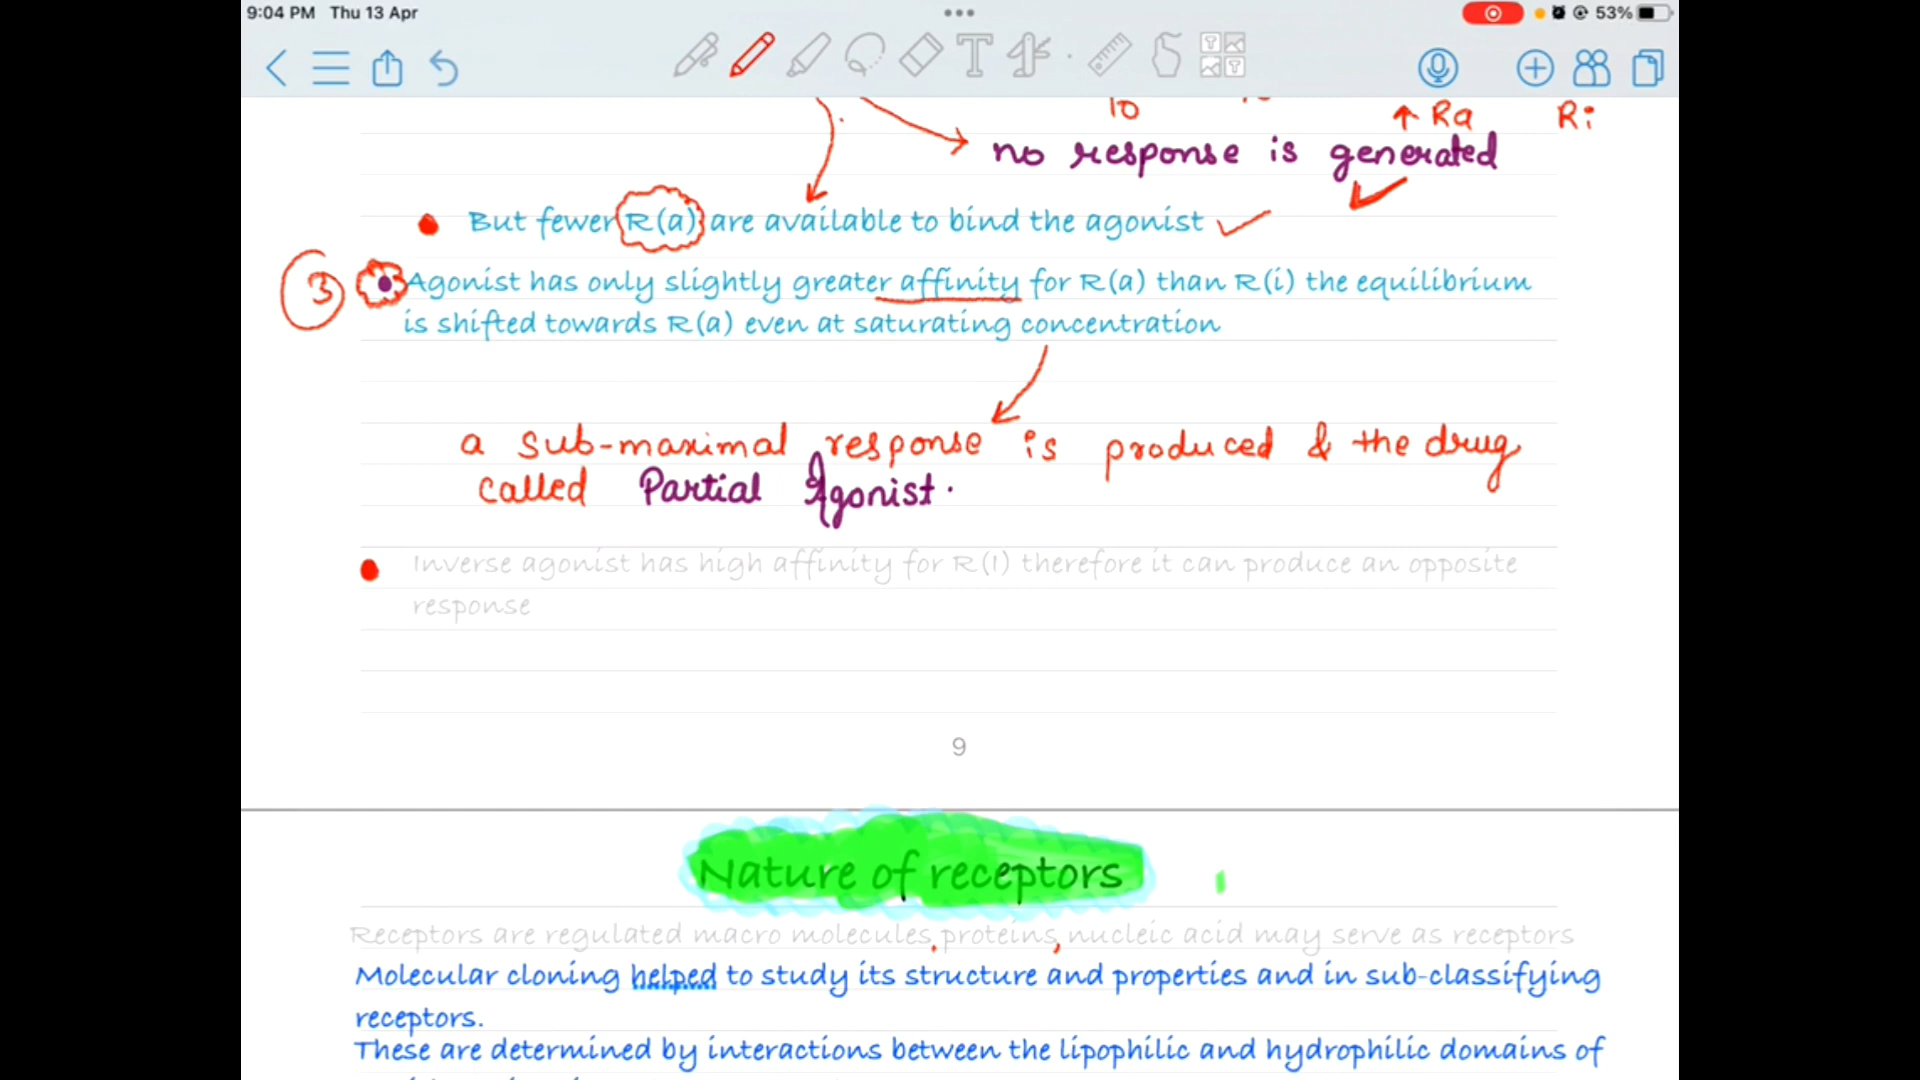 9:04 PM Thu 13 Apr
53%
10
↑ Ra Ri
no response is generated
But fewer R(a) are available to bind the agonist
3 Agonist has only slightly greater affinity for R(a) than R(i) the equilibrium
is shifted towards R(a) even at saturating concentration
a sub-maximal response is produced & the drug
called Partial Agonist.
Inverse agonist has high affinity for R(I) therefore it can produce an opposite
response
9
Nature of receptors
Receptors are regulated macro molecules, proteins, nucleic acid may serve as receptors
Molecular cloning helped to study its structure and properties and in sub-classifying
receptors.
These are determined by interactions between the lipophilic and hydrophilic domains of